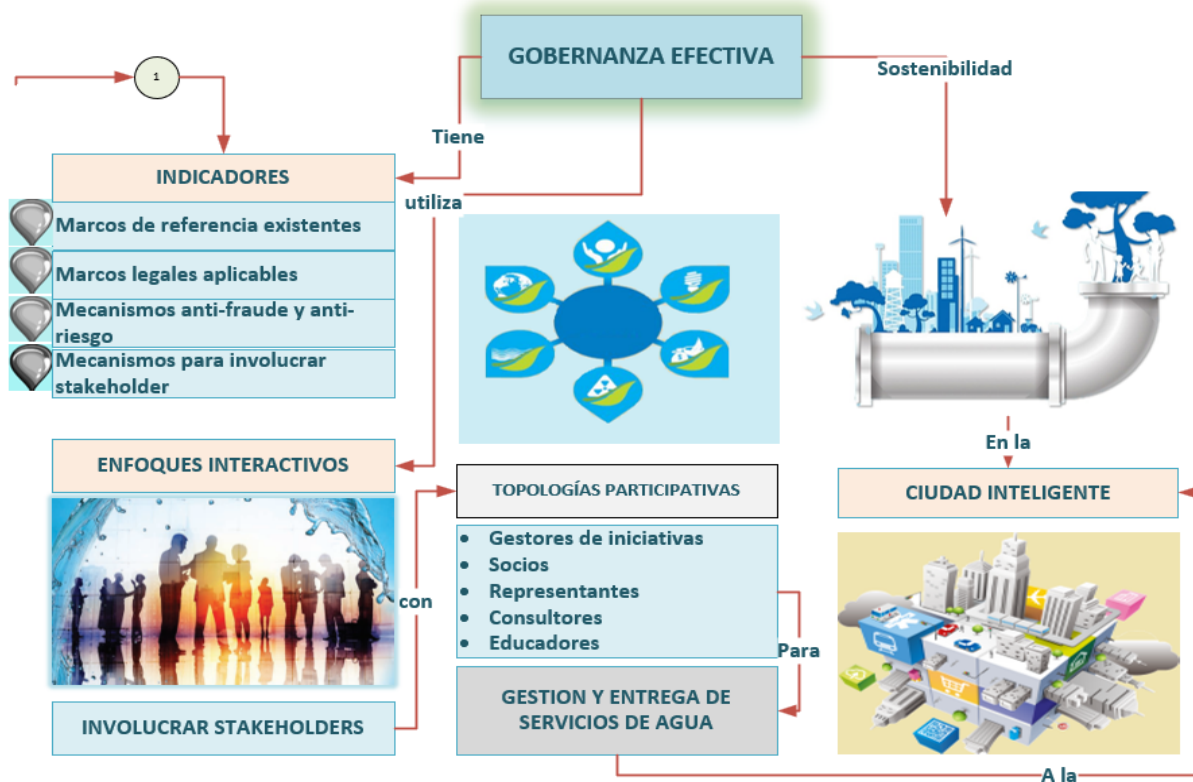 GOBERNANZA EFECTIVA
Sostenibilidad
1
Tiene
INDICADORES
utiliza
Marcos de referencia existentes
Marcos legales aplicables
Mecanismos anti-fraude y anti-
riesgo
Mecanismos para involucrar
stakeholder
En la
ENFOQUES INTERACTIVOS
TOPOLOGÍAS PARTICIPATIVAS
CIUDAD INTELIGENTE
• Gestores de iniciativas
• Socios
• Representantes
• Consultores
• Educadores
con
Para
INVOLUCRAR STAKEHOLDERS
GESTION Y ENTREGA DE
SERVICIOS DE AGUA
A la